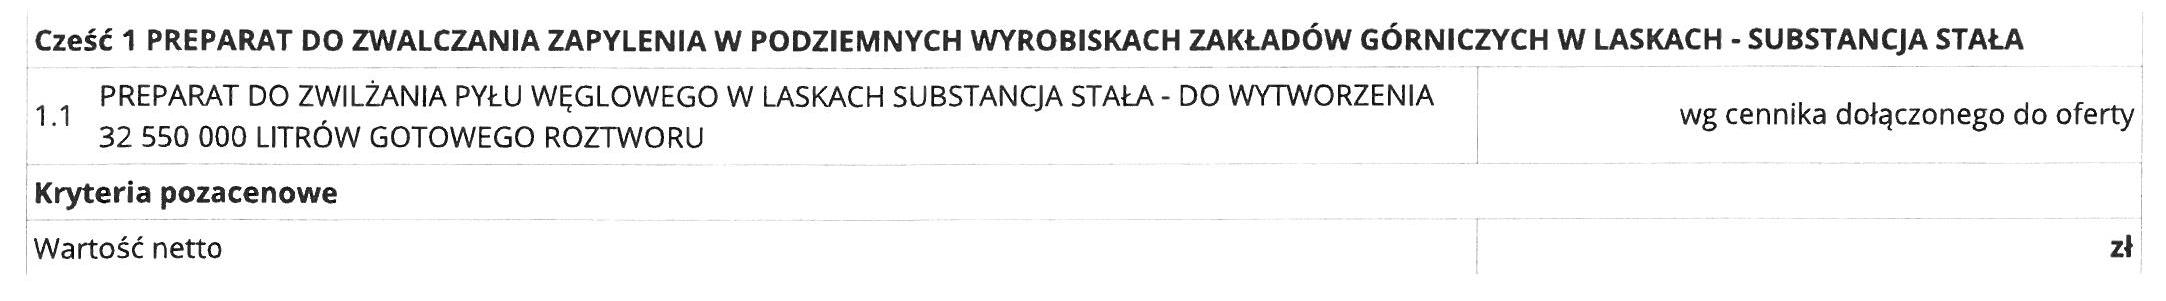 Cześć 1 PREPARAT DO ZWALCZANIA ZAPYLENIA W PODZIEMNYCH WYROBISKACH ZAKŁADÓW GÓRNICZYCH W LASKACH - SUBSTANCJA STAŁA
1.1 PREPARAT DO ZWILŻANIA PYŁU WĘGLOWEGO W LASKACH SUBSTANCJA STAŁA - DO WYTWORZENIA
32 550 000 LITRÓW GOTOWEGO ROZTWORU
wg cennika dołączonego do oferty
Kryteria pozacenowe
Wartość netto zł